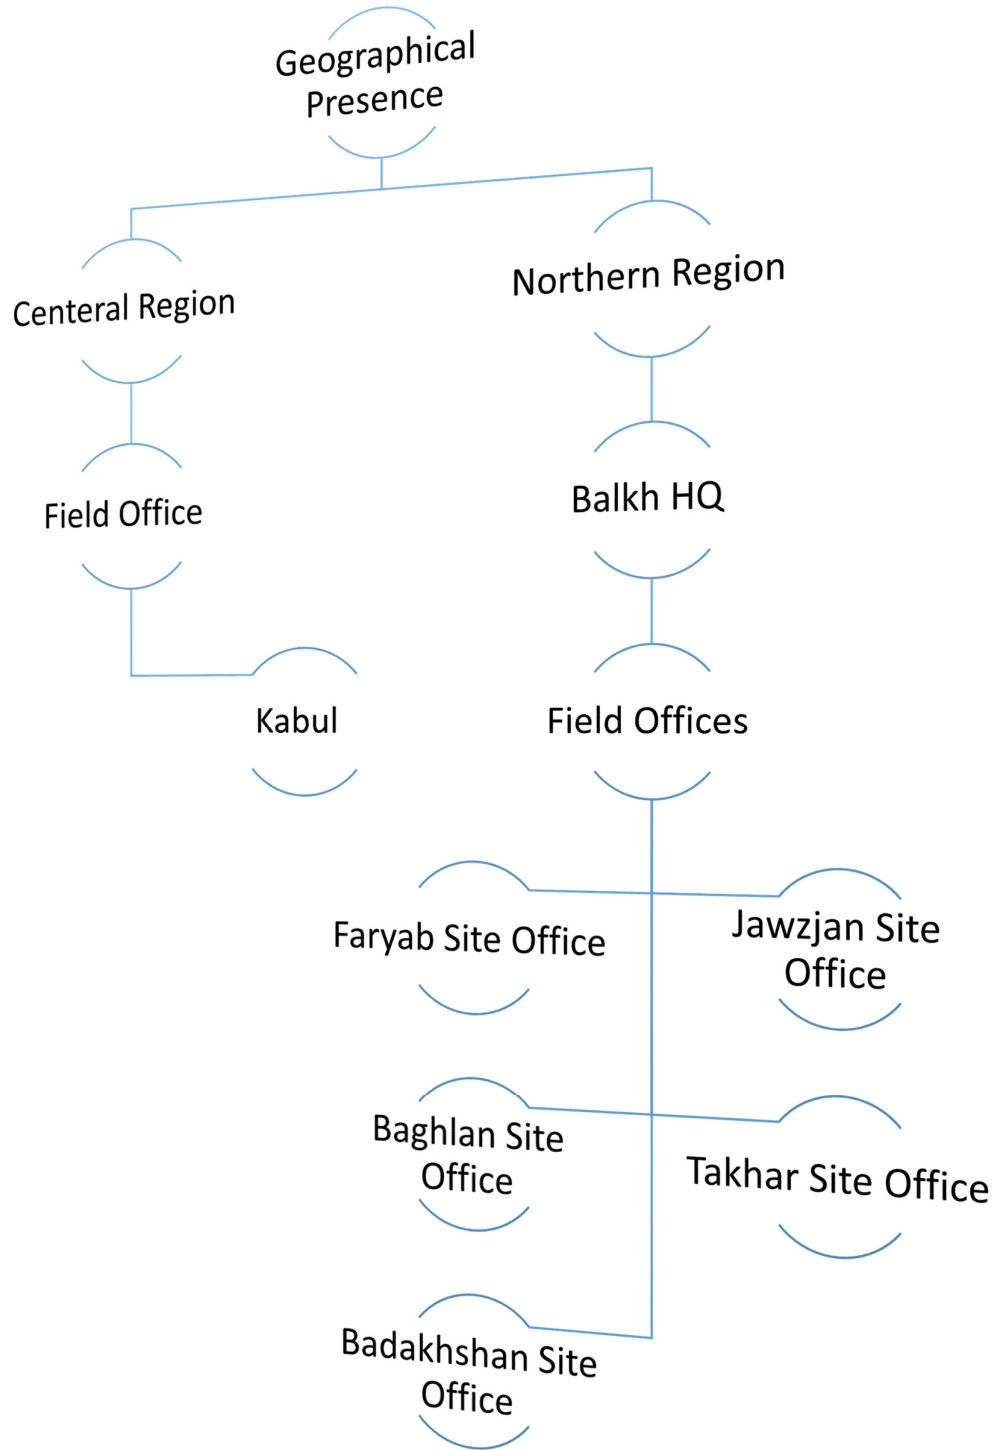 Geographical
Presence
Centeral Region
Northern Region
Field Office
Balkh HQ
Kabul
Field Offices
Faryab Site Office
Jawzjan Site
Office
Baghlan Site
Office
Takhar Site Office
Badakhshan Site
Office